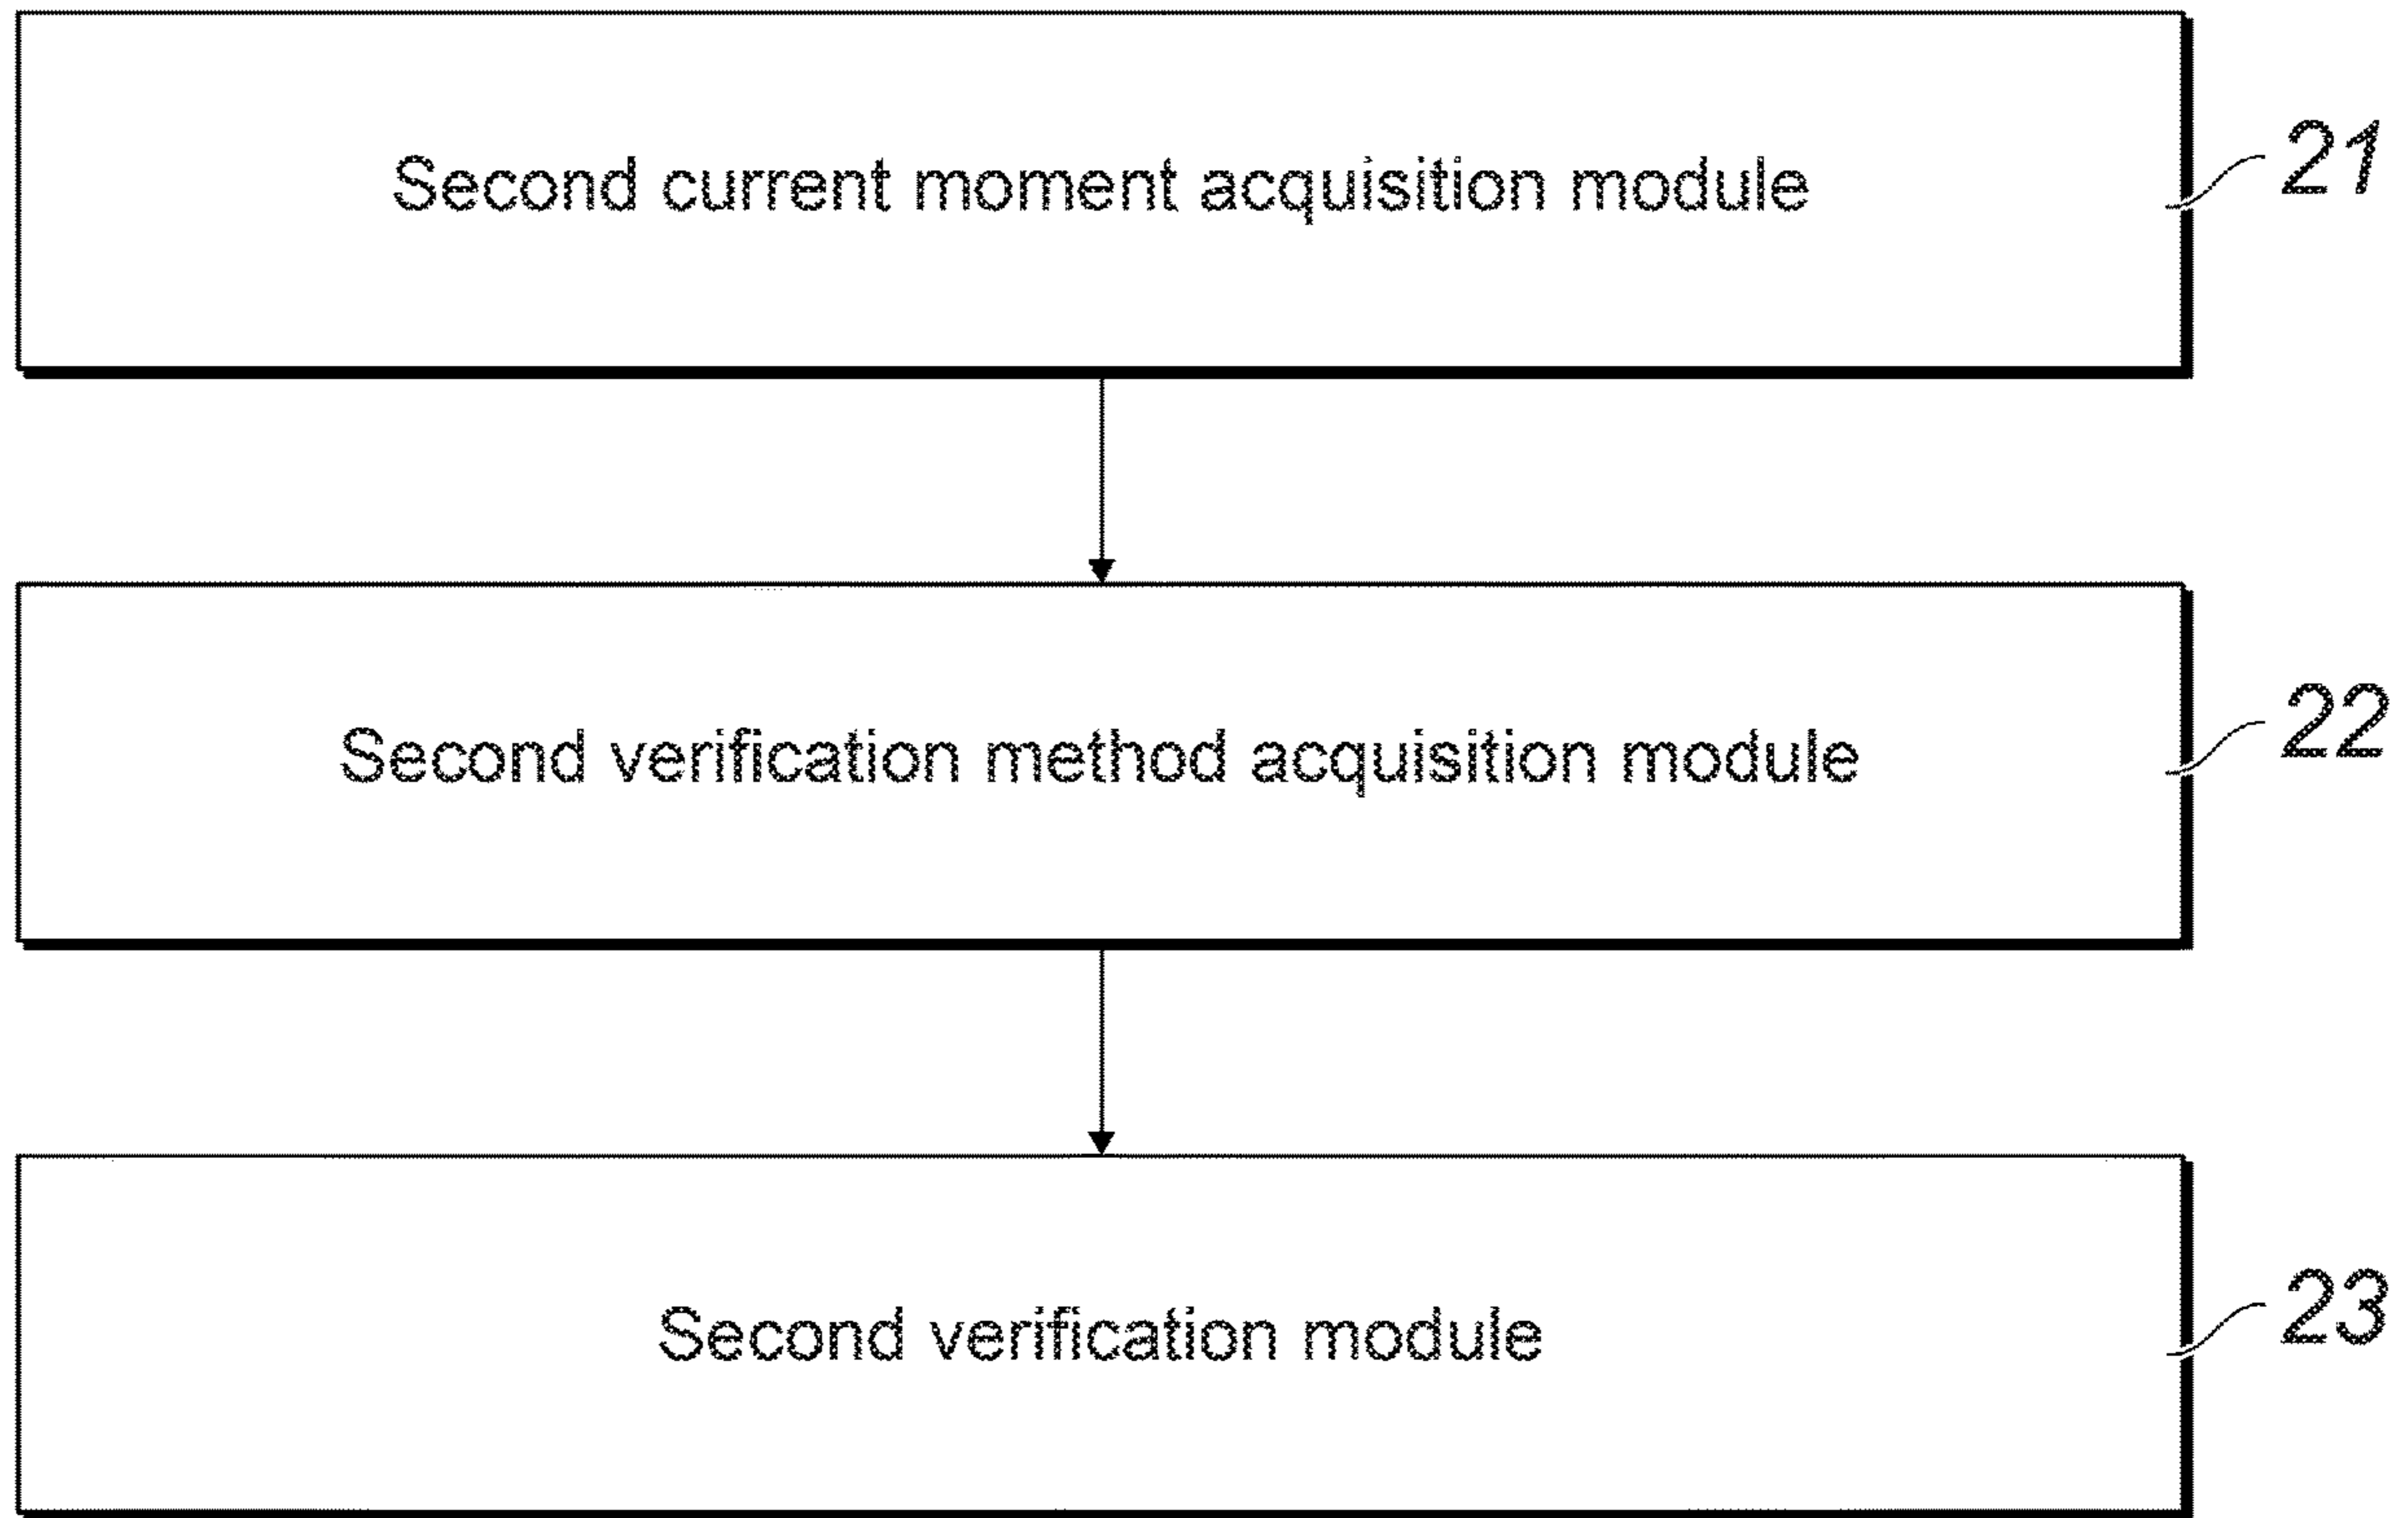 Second current moment acquisition module
21
Second verification method acquisition module
22
Second verification module
23